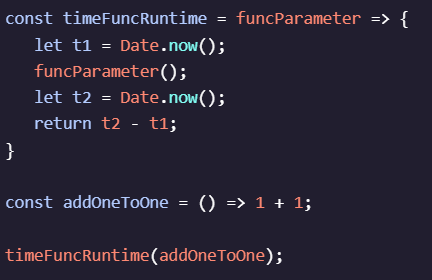 const timeFuncRuntime = funcParameter => {
   let t1 = Date.now();
   funcParameter();
   let t2 = Date.now();
   return t2 - t1;
}

const addOneToOne = () => 1 + 1;

timeFuncRuntime(addOneToOne);